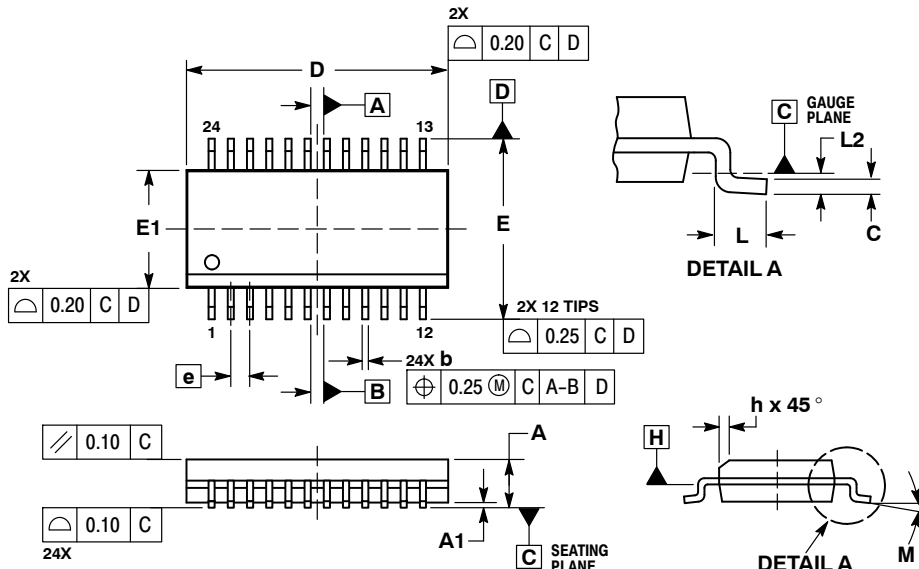 2X
⌓ 0.20 C D
D
A
D
24
13
C GAUGE PLANE
L2
E1
E
L
C
DETAIL A
2X
⌓ 0.20 C D
1
12
2X 12 TIPS
⌓ 0.25 C D
e
24X b
B
⌖ 0.25 Ⓜ C A-B D
h x 45°
⫽ 0.10 C
A
H
⌓ 0.10 C
24X
A1
C SEATING PLANE
DETAIL A
M